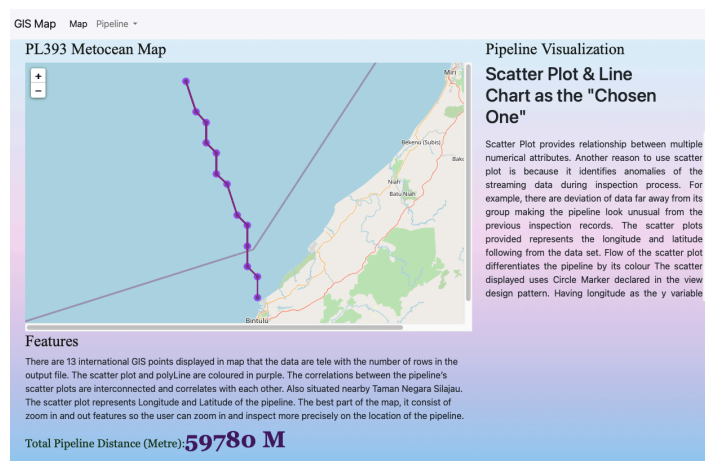 GIS Map Map Pipeline
PL393 Metocean Map
+
−
Miri
Bekenu (Subis)
Niah
Batu Niah
Bintulu
Features
There are 13 international GIS points displayed in map that the data are tele with the number of rows in the
output file. The scatter plot and polyLine are coloured in purple. The correlations between the pipeline's
scatter plots are interconnected and correlates with each other. Also situated nearby Taman Negara Silajau.
The scatter plot represents Longitude and Latitude of the pipeline. The best part of the map, it consist of
zoom in and out features so the user can zoom in and inspect more precisely on the location of the pipeline.
Total Pipeline Distance (Metre):59780 M
Pipeline Visualization
Scatter Plot & Line
Chart as the "Chosen
One"
Scatter Plot provides relationship between multiple
numerical attributes. Another reason to use scatter
plot is because it identifies anomalies of the
streaming data during inspection process. For
example, there are deviation of data far away from its
group making the pipeline look unusual from the
previous inspection records. The scatter plots
provided represents the longitude and latitude
following from the data set. Flow of the scatter plot
differentiates the pipeline by its colour The scatter
displayed uses Circle Marker declared in the view
design pattern. Having longitude as the y variable